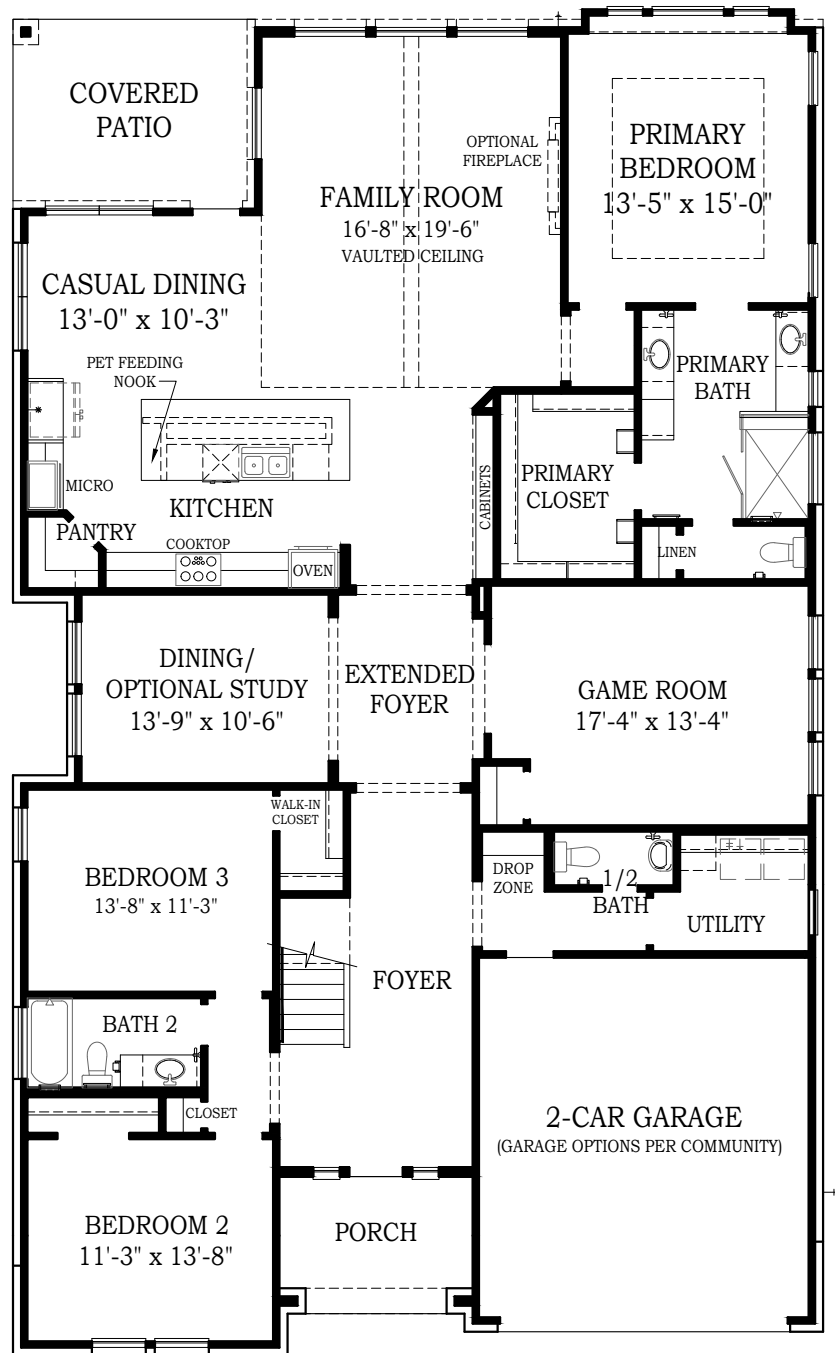 COVERED
PATIO
OPTIONAL
FIREPLACE
PRIMARY
BEDROOM
13'-5" x 15'-0"
FAMILY ROOM
16'-8" x 19'-6"
VAULTED CEILING
CASUAL DINING
13'-0" x 10'-3"
PET FEEDING
NOOK
PRIMARY
BATH
MICRO
KITCHEN
CABINETS
PRIMARY
CLOSET
PANTRY
COOKTOP
OVEN
LINEN
DINING/
OPTIONAL STUDY
13'-9" x 10'-6"
EXTENDED
FOYER
GAME ROOM
17'-4" x 13'-4"
WALK-IN
CLOSET
BEDROOM 3
13'-8" x 11'-3"
DROP
ZONE
1/2
BATH
UTILITY
FOYER
BATH 2
CLOSET
2-CAR GARAGE
(GARAGE OPTIONS PER COMMUNITY)
BEDROOM 2
11'-3" x 13'-8"
PORCH